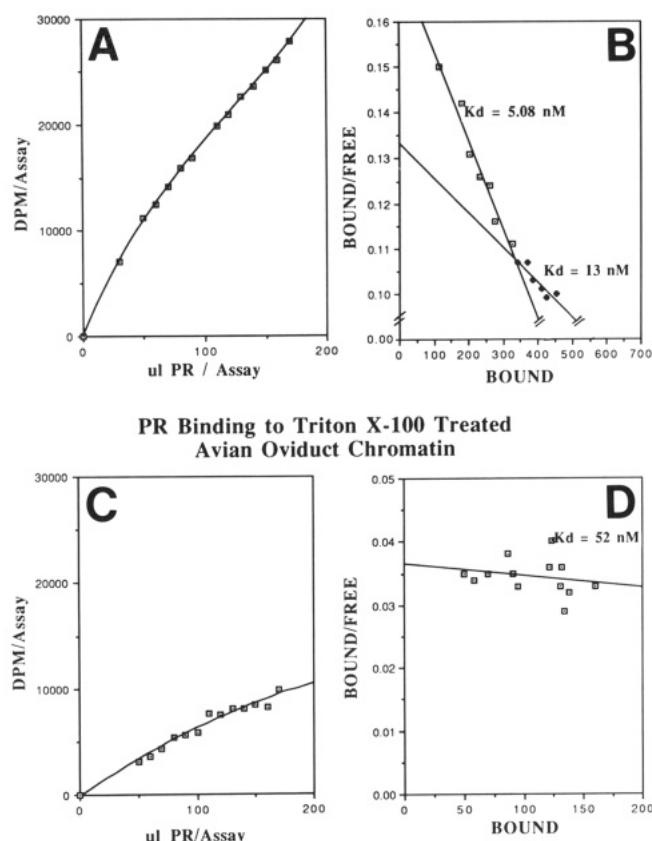 A
30000
20000
10000
0
DPM/Assay
0 100 200
ul PR / Assay
B
0.16
0.15
0.14
0.13
0.12
0.11
0.10
0.00
BOUND/FREE
Kd = 5.08 nM
Kd = 13 nM
0 100 200 300 400 500 600 700
BOUND
PR Binding to Triton X-100 Treated
Avian Oviduct Chromatin
C
30000
20000
10000
0
DPM/Assay
0 100 200
ul PR/Assay
D
0.05
0.04
0.03
0.02
0.01
0.00
BOUND/FREE
Kd = 52 nM
0 50 100 150 200
BOUND